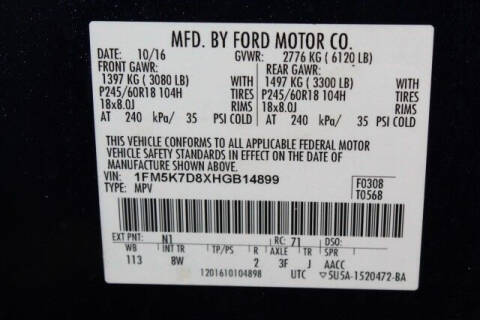 MFD. BY FORD MOTOR CO.
DATE: 10/16 GVWR: 2776 KG ( 6120 LB)
FRONT GAWR: REAR GAWR:
1397 KG ( 3080 LB) WITH 1497 KG ( 3300 LB) WITH
P245/60R18 104H TIRES P245/60R18 104H TIRES
18x8.0J RIMS 18x8.0J RIMS
AT 240 kPa/ 35 PSI COLD AT 240 kPa/ 35 PSI COLD
THIS VEHICLE CONFORMS TO ALL APPLICABLE FEDERAL MOTOR
VEHICLE SAFETY STANDARDS IN EFFECT ON THE DATE OF
MANUFACTURE SHOWN ABOVE.
VIN: 1FM5K7D8XHGB14899 F0308
TYPE: MPV T0568
EXT PNT: N1 RC: 71 DSO:
WB INT TR TP/PS R AXLE TR SPR
113 8W 2 3F J AACC
1201610104898 UTC 5U5A-1520472-BA